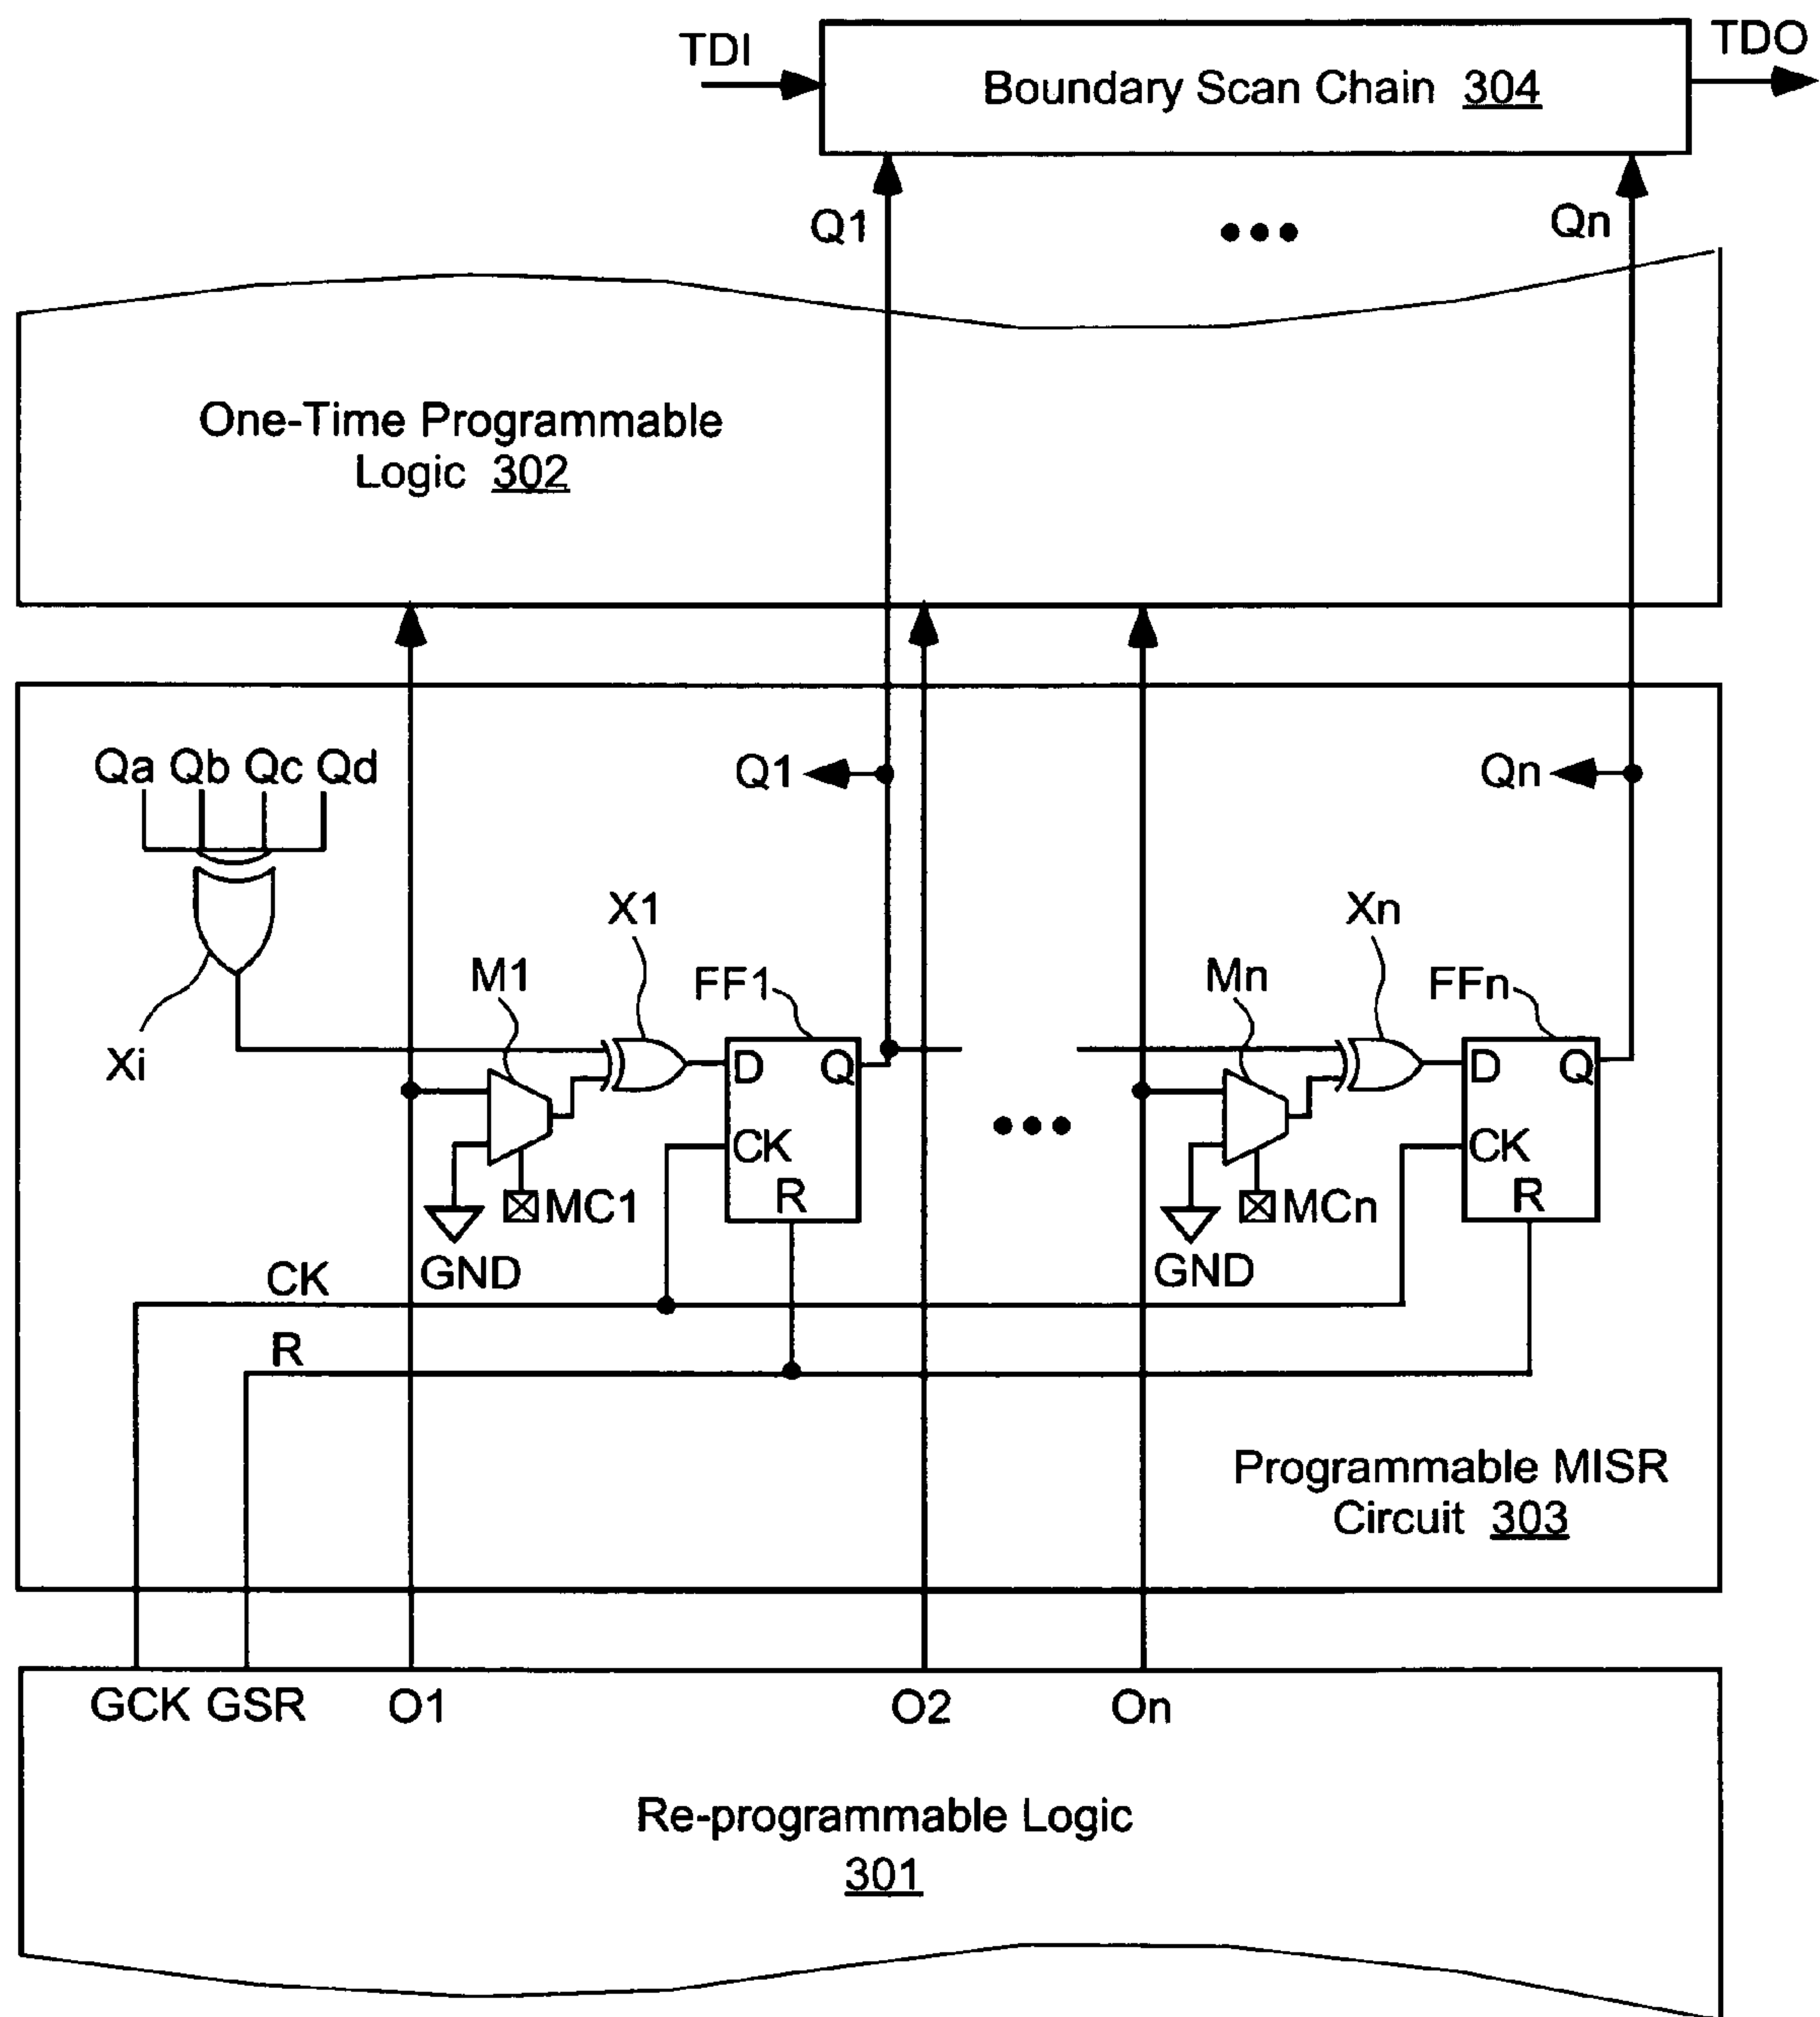 TDI
Boundary Scan Chain 304
TDO
Q1
Qn
One-Time Programmable
Logic 302
Qa Qb Qc Qd
Q1
Qn
X1
Xn
M1
FF1
Mn
FFn
Xi
D Q
CK
R
D Q
CK
R
MC1
MCn
GND
GND
CK
R
Programmable MISR
Circuit 303
GCK GSR O1 O2 On
Re-programmable Logic
301